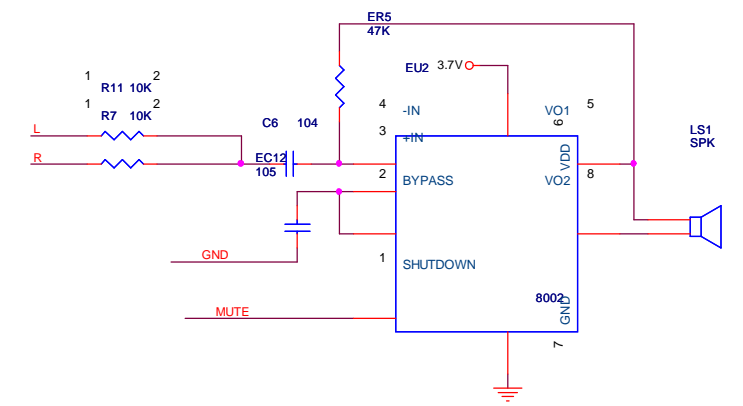 ER5
47K
EU2 3.7V
1 2
R11 10K
1 2
R7 10K
C6 104
4 -IN VO1 5
6
L
3 +IN
LS1
SPK
R
EC12
105
VDD
2 BYPASS VO2 8
GND
1 SHUTDOWN
8002
GND
MUTE
7